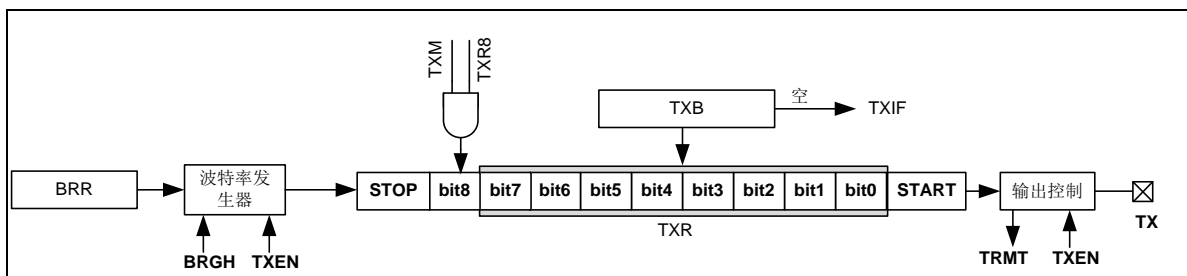 TXM
TXR8
TXB
空
TXIF
BRR
波特率发
生器
STOP
bit8
bit7
bit6
bit5
bit4
bit3
bit2
bit1
bit0
START
输出控制
TX
TXR
BRGH
TXEN
TRMT
TXEN